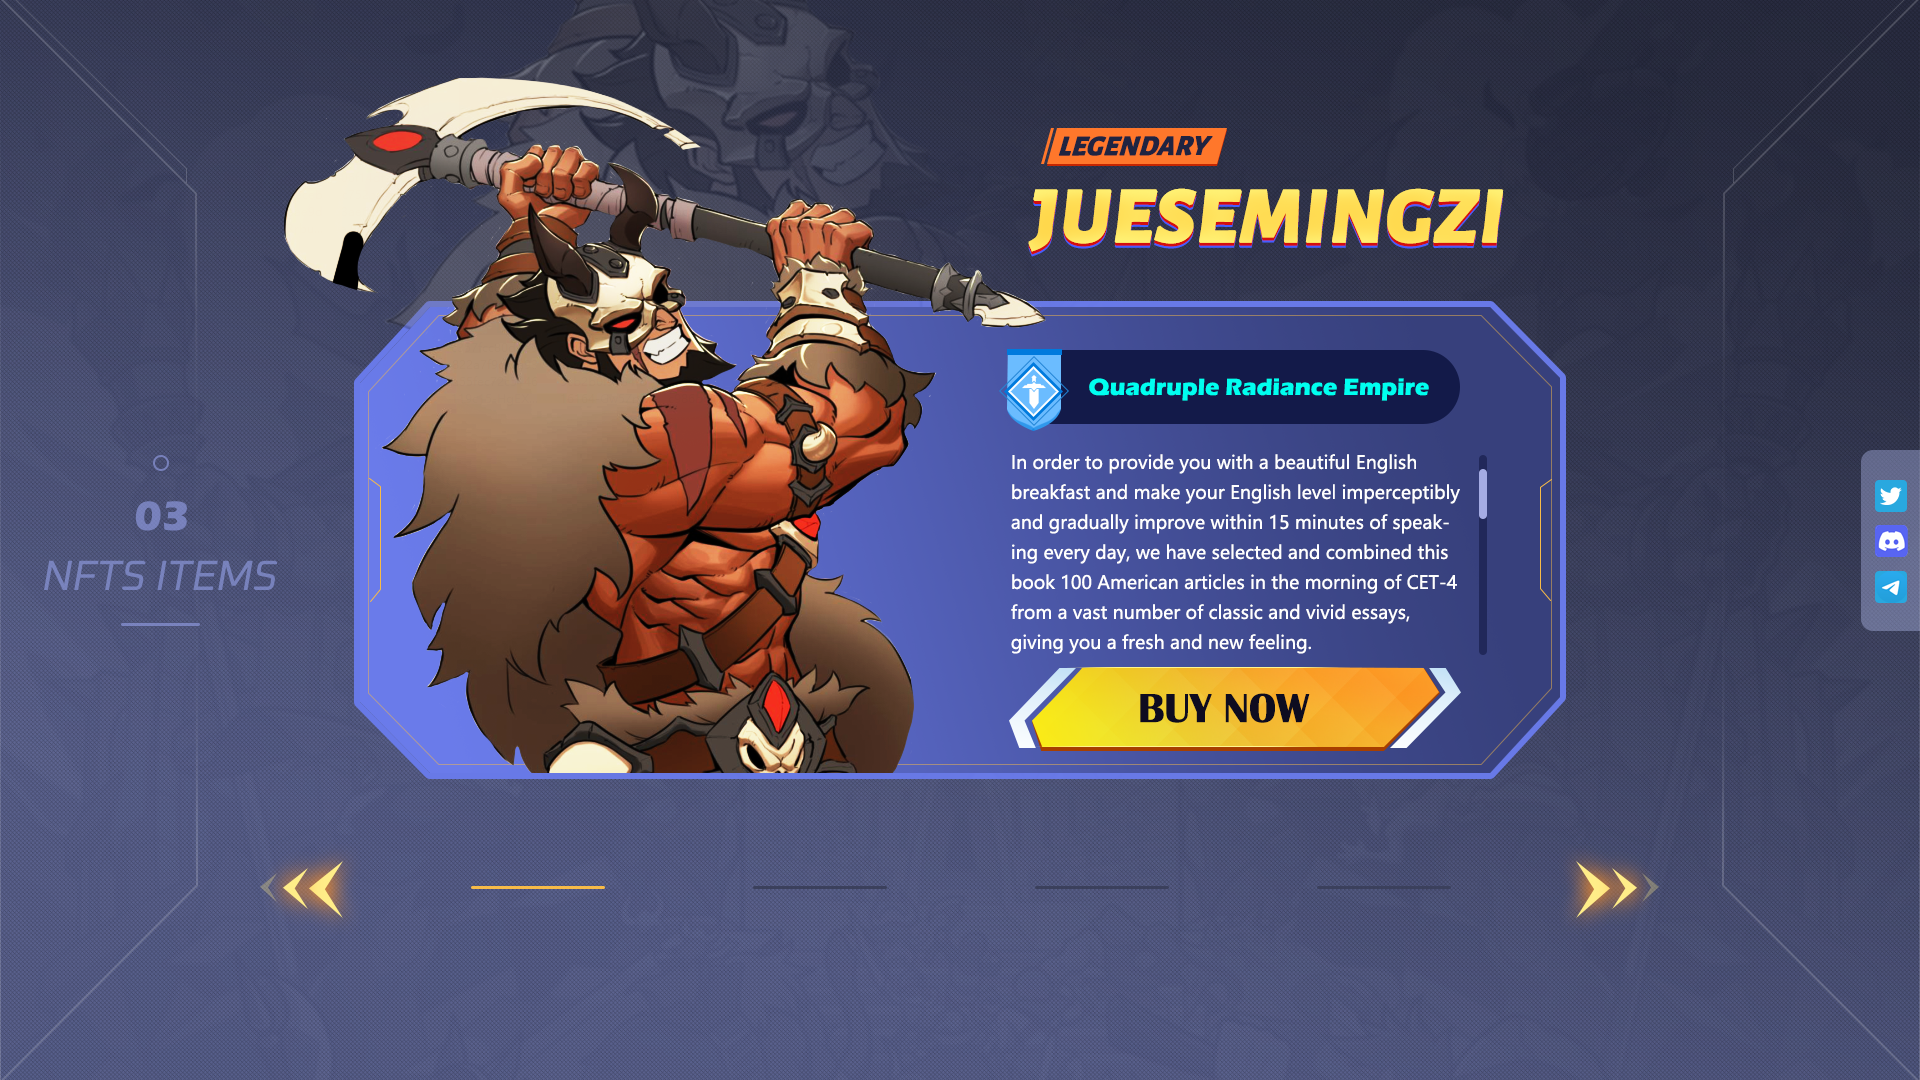 LEGENDARY
JUESEMINGZI
Quadruple Radiance Empire
In order to provide you with a beautiful English
breakfast and make your English level imperceptibly
and gradually improve within 15 minutes of speak-
ing every day, we have selected and combined this
book 100 American articles in the morning of CET-4
from a vast number of classic and vivid essays,
giving you a fresh and new feeling.
BUY NOW
03
NFTS ITEMS